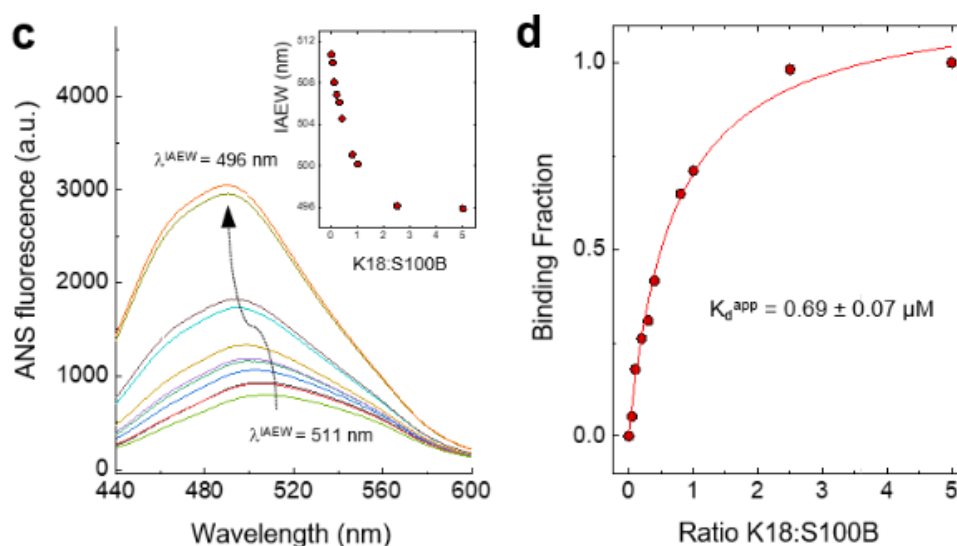 c
ANS fluorescence (a.u.)
4000
3000
2000
1000
0
440
480
520
560
600
Wavelength (nm)
λᴵᴬᴱᵂ = 496 nm
λᴵᴬᴱᵂ = 511 nm
IAEW (nm)
512
508
504
500
496
0
1
2
3
4
5
K18:S100B
d
Binding Fraction
1.0
0.5
0.0
0
1
2
3
4
5
Ratio K18:S100B
K_d^app = 0.69 ± 0.07 µM